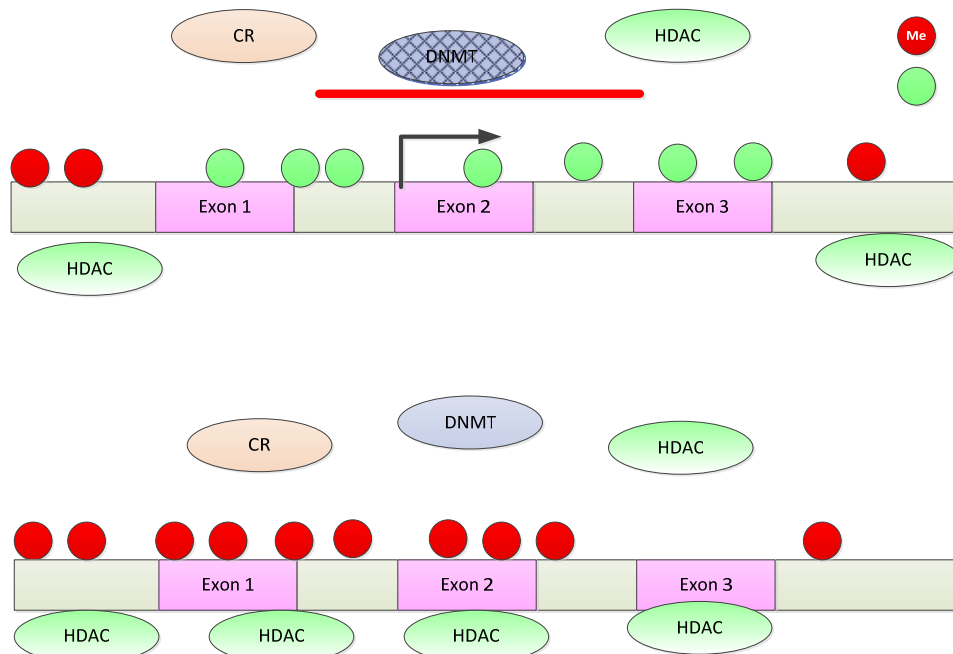 CR
DNMT
HDAC
Me
Exon 1
Exon 2
Exon 3
HDAC
HDAC
CR
DNMT
HDAC
Exon 1
Exon 2
Exon 3
HDAC
HDAC
HDAC
HDAC